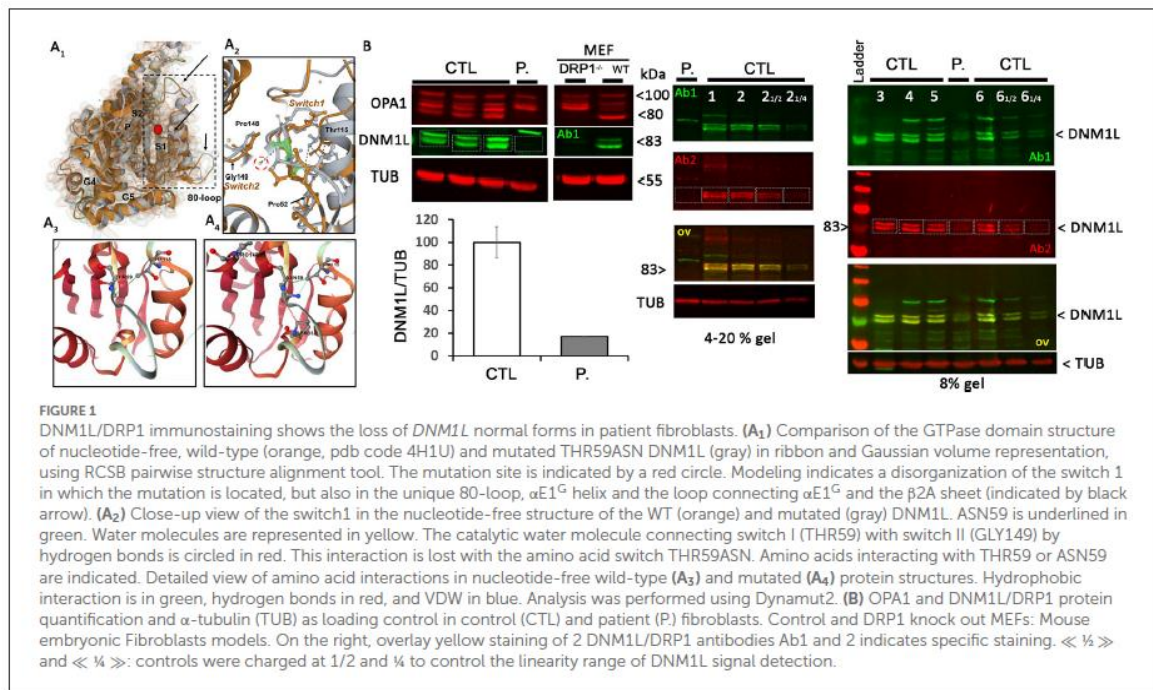 A1
A2
B
Switch1
Pro148
Thr115
Gly149
Switch2
Pro52
S2
P
S1
G4
G5
80-loop
A3
A4
CTL P.
OPA1
DNM1L
TUB
MEF
DRP1-/- WT
Ab1
kDa
<100
<80
<83
<55
DNM1L/TUB
120
100
80
60
40
20
0
CTL P.
P. CTL
Ab1 1 2 21/2 21/4
Ab2
ov
83>
TUB
4-20 % gel
Ladder CTL P. CTL
3 4 5 6 61/2 61/4
< DNM1L
Ab1
83> < DNM1L
Ab2
< DNM1L
ov
< TUB
8% gel
FIGURE 1
DNM1L/DRP1 immunostaining shows the loss of DNM1L normal forms in patient fibroblasts. (A1) Comparison of the GTPase domain structure
of nucleotide-free, wild-type (orange, pdb code 4H1U) and mutated THR59ASN DNM1L (gray) in ribbon and Gaussian volume representation,
using RCSB pairwise structure alignment tool. The mutation site is indicated by a red circle. Modeling indicates a disorganization of the switch 1
in which the mutation is located, but also in the unique 80-loop, αE1G helix and the loop connecting αE1G and the β2A sheet (indicated by black
arrow). (A2) Close-up view of the switch1 in the nucleotide-free structure of the WT (orange) and mutated (gray) DNM1L. ASN59 is underlined in
green. Water molecules are represented in yellow. The catalytic water molecule connecting switch I (THR59) with switch II (GLY149) by
hydrogen bonds is circled in red. This interaction is lost with the amino acid switch THR59ASN. Amino acids interacting with THR59 or ASN59
are indicated. Detailed view of amino acid interactions in nucleotide-free wild-type (A3) and mutated (A4) protein structures. Hydrophobic
interaction is in green, hydrogen bonds in red, and VDW in blue. Analysis was performed using Dynamut2. (B) OPA1 and DNM1L/DRP1 protein
quantification and α-tubulin (TUB) as loading control in control (CTL) and patient (P.) fibroblasts. Control and DRP1 knock out MEFs: Mouse
embryonic Fibroblasts models. On the right, overlay yellow staining of 2 DNM1L/DRP1 antibodies Ab1 and 2 indicates specific staining. ≪ ½ ≫
and ≪ ¼ ≫: controls were charged at 1/2 and ¼ to control the linearity range of DNM1L signal detection.